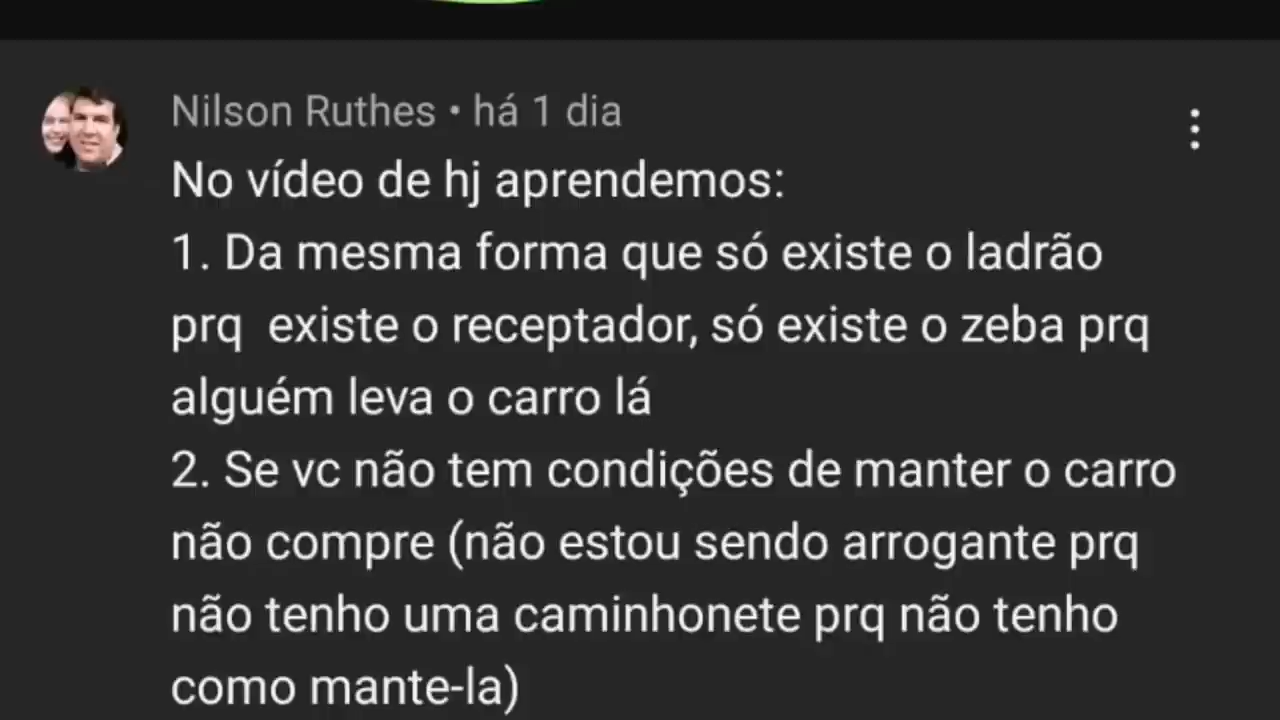 Nilson Ruthes • há 1 dia
No vídeo de hj aprendemos:
1. Da mesma forma que só existe o ladrão
prq  existe o receptador, só existe o zeba prq
alguém leva o carro lá
2. Se vc não tem condições de manter o carro
não compre (não estou sendo arrogante prq
não tenho uma caminhonete prq não tenho
como mante-la)